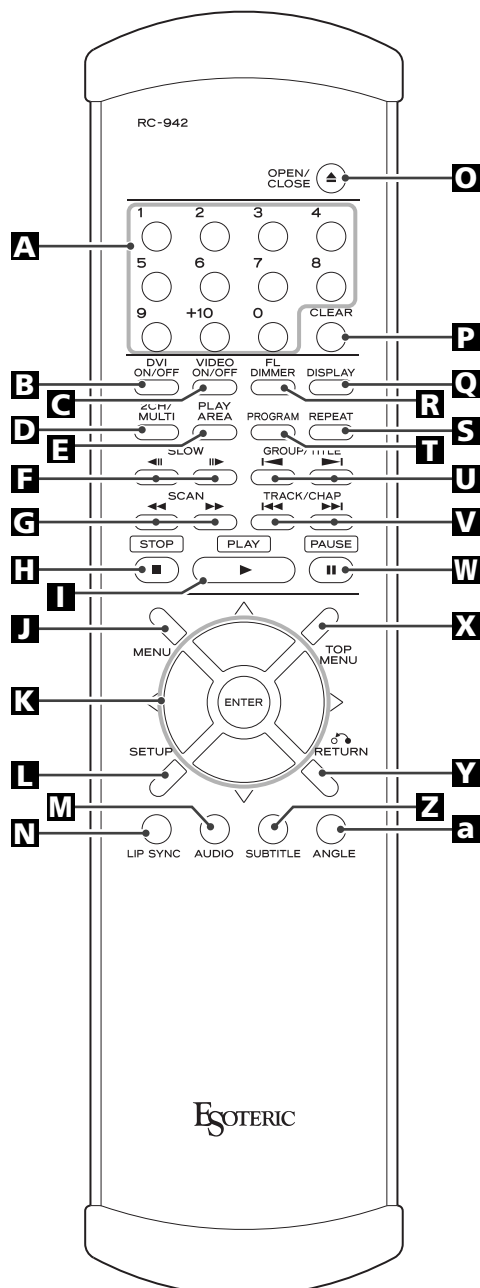 RC-942
OPEN/
CLOSE
O
1 2 3 4
A
5 6 7 8
9 +10 0 CLEAR
P
DVI
ON/OFF
VIDEO
ON/OFF
FL
DIMMER
DISPLAY
B
C
R
Q
2CH/
MULTI
PLAY
AREA
PROGRAM
REPEAT
D
E
T
S
SLOW
GROUP/TITLE
F
U
SCAN
TRACK/CHAP
G
V
STOP
PLAY
PAUSE
H
I
W
J
X
MENU
TOP
MENU
K
ENTER
SETUP
RETURN
L
Y
M
Z
N
a
LIP SYNC
AUDIO
SUBTITLE
ANGLE
ESOTERIC